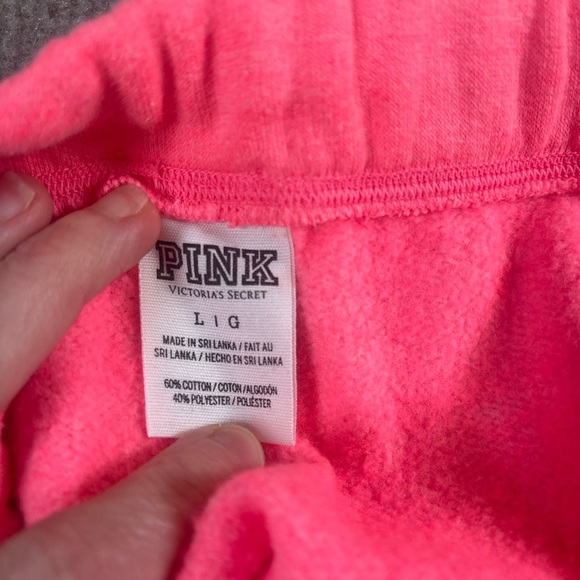 PINK
VICTORIA'S SECRET
L | G
MADE IN SRI LANKA / FAIT AU
SRI LANKA / HECHO EN SRI LANKA
60% COTTON / COTON / ALGODÓN
40% POLYESTER / POLIÉSTER